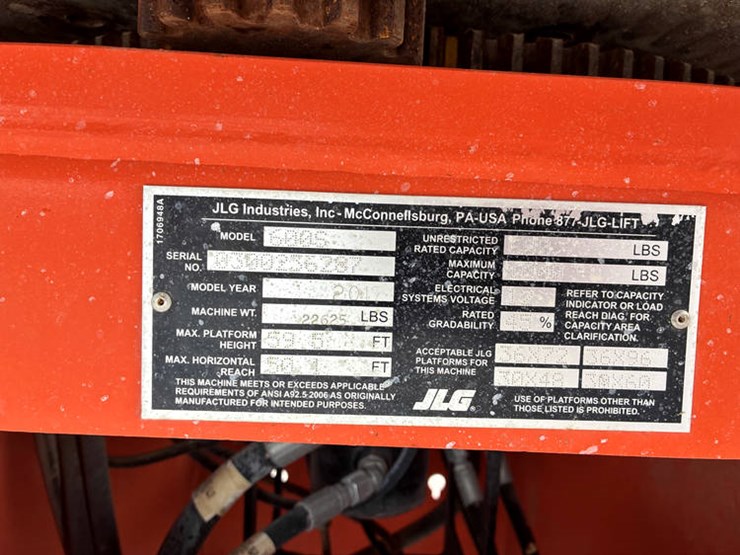 1706948A
JLG Industries, Inc - McConnellsburg, PA-USA Phone 877-JLG-LIFT
MODEL 600S
SERIAL NO. 0300236287
MODEL YEAR
MACHINE WT. 22625 LBS
MAX. PLATFORM HEIGHT 59.5 FT
MAX. HORIZONTAL REACH FT
THIS MACHINE MEETS OR EXCEEDS APPLICABLE
REQUIREMENTS OF ANSI A92.5 2006 AS ORIGINALLY
MANUFACTURED FOR INTENDED PURPOSES.
UNRESTRICTED RATED CAPACITY LBS
MAXIMUM CAPACITY LBS
ELECTRICAL SYSTEMS VOLTAGE
RATED GRADABILITY 45 %
REFER TO CAPACITY
INDICATOR OR LOAD
REACH DIAG. FOR
CAPACITY AREA
CLARIFICATION.
ACCEPTABLE JLG
PLATFORMS FOR
THIS MACHINE
36X72 36X96
30X48 30X60
JLG
USE OF PLATFORMS OTHER THAN
THOSE LISTED IS PROHIBITED.